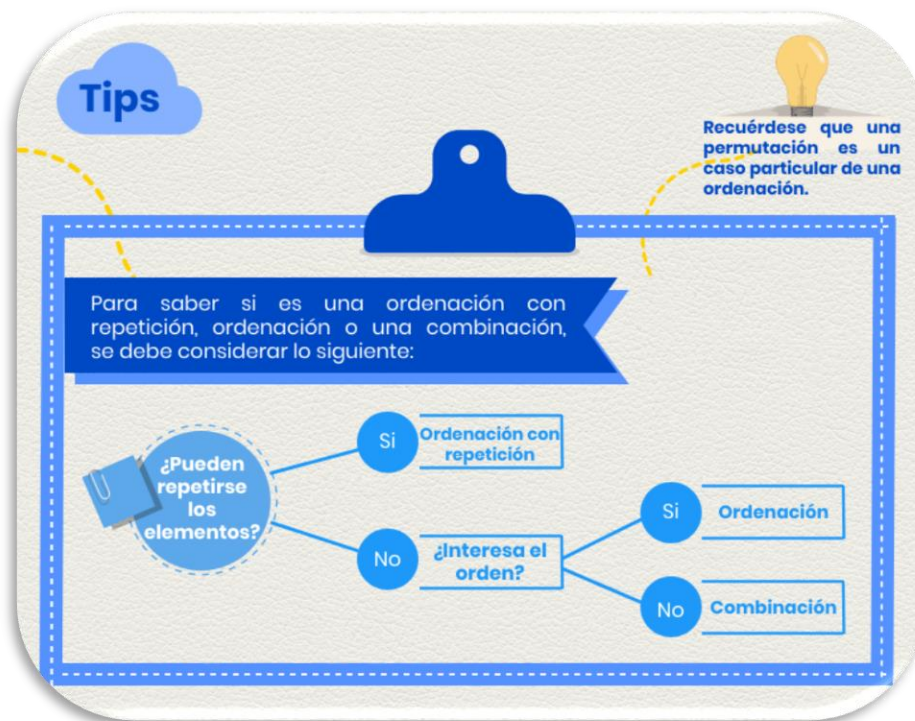 Tips
Recuérdese que una
permutación es un
caso particular de una
ordenación.
Para saber si es una ordenación con
repetición, ordenación o una combinación,
se debe considerar lo siguiente:
¿Pueden
repetirse
los
elementos?
Si
Ordenación con
repetición
No
¿Interesa el
orden?
Si
Ordenación
No
Combinación